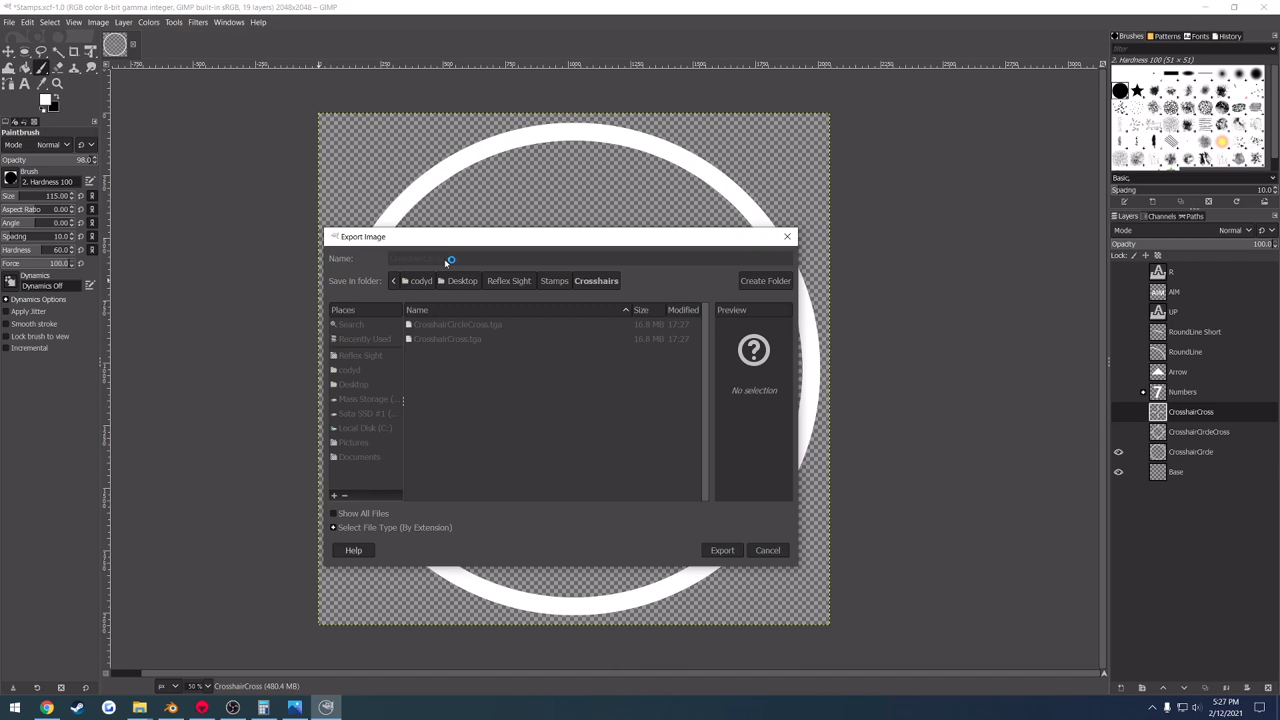 *Stamps.xcf-1.0 (RGB color 8-bit gamma integer, GIMP built-in sRGB, 19 layers) 2048x2048 – GIMP
File Edit Select View Image Layer Colors Tools Filters Windows Help
Paintbrush
Mode Normal
Opacity 98.0
Brush
2. Hardness 100
Size 115.00
Aspect Ratio 0.00
Angle 0.00
Spacing 10.0
Hardness 60.0
Force 100.0
Dynamics
Dynamics Off
Dynamics Options
Apply Jitter
Smooth stroke
Lock brush to view
Incremental
Export Image
Name:
Save in folder: codyd Desktop Reflex Sight Stamps Crosshairs Create Folder
Places Name Size Modified Preview
Search CrosshairCircleCross.tga 16.8 MB 17:27
Recently Used CrosshairCross.tga 16.8 MB 17:27
Reflex Sight
codyd
Desktop
Mass Storage (...
Sata SSD #1 (...
Local Disk (C:)
Pictures
Documents
No selection
Show All Files
Select File Type (By Extension)
Help Export Cancel
Brushes Patterns Fonts History
filter
2. Hardness 100 (51 × 51)
Basic,
Spacing 10.0
Layers Channels Paths
Mode Normal
Opacity 100.0
Lock:
R
AIM
UP
RoundLine Short
RoundLine
Arrow
Numbers
CrosshairCross
CrosshairCircleCross
CrosshairCircle
Base
px 50 % CrosshairCross (480.4 MB)
5:27 PM
2/12/2021